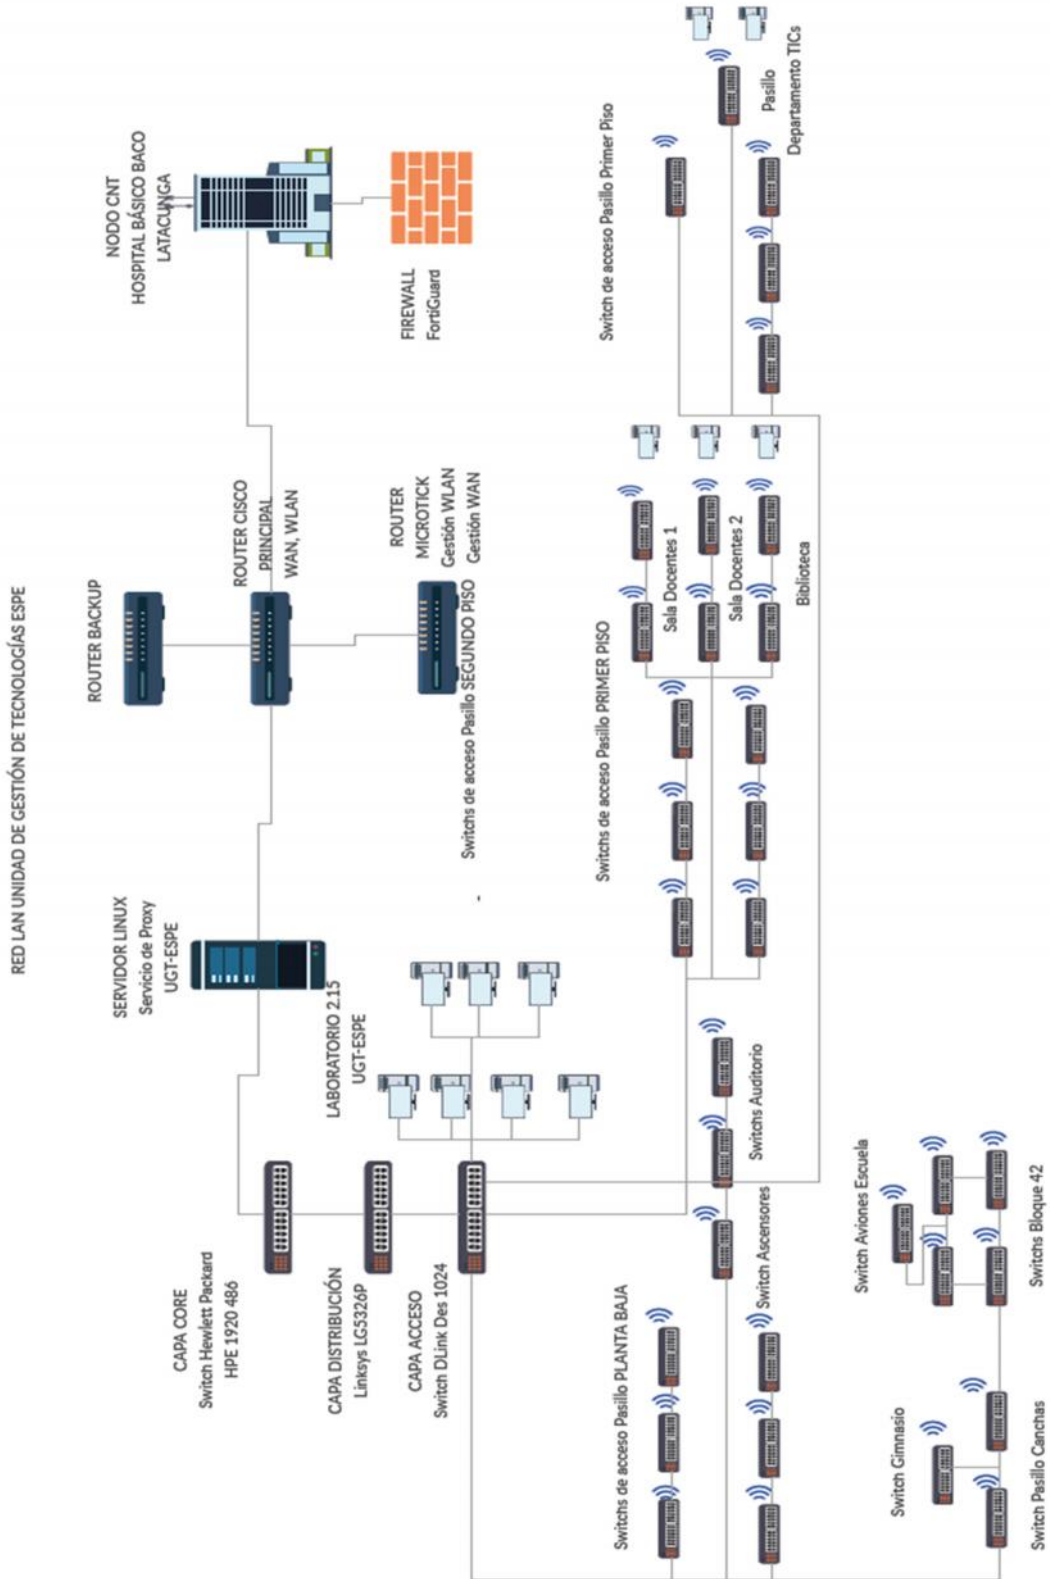 RED LAN UNIDAD DE GESTIÓN DE TECNOLOGÍAS ESPE
NODO CNT
HOSPITAL BÁSICO BACO
LATACUNGA
FIREWALL
FortiGuard
ROUTER BACKUP
ROUTER CISCO
PRINCIPAL
WAN, WLAN
ROUTER
MICROTICK
Gestión WLAN
Gestión WAN
SERVIDOR LINUX
Servicio de Proxy
UGT-ESPE
CAPA CORE
Switch Hewlett Packard
HPE 1920 486
CAPA DISTRIBUCIÓN
Linksys LG5326P
CAPA ACCESO
Switch DLink Des 1024
LABORATORIO 2.15
UGT-ESPE
Switchs de acceso Pasillo SEGUNDO PISO
-
Switchs de acceso Pasillo PLANTA BAJA
Switch Ascensores
Switchs Auditorio
Switchs de acceso Pasillo PRIMER PISO
Sala Docentes 1
Sala Docentes 2
Biblioteca
Switch de acceso Pasillo Primer Piso
Pasillo
Departamento TICs
Switch Gimnasio
Switch Pasillo Canchas
Switch Aviones Escuela
Switchs Bloque 42